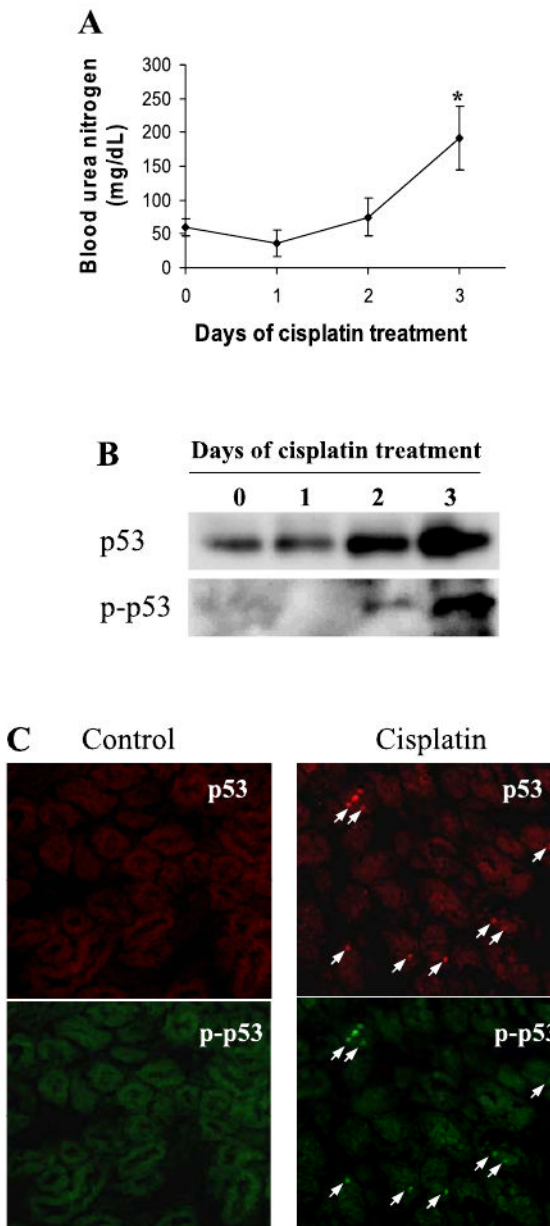 A
Blood urea nitrogen
(mg/dL)
300
250
200
150
100
50
0
*
0 1 2 3
Days of cisplatin treatment
B
Days of cisplatin treatment
0 1 2 3
p53
p-p53
C Control Cisplatin
p53 p53
p-p53 p-p53